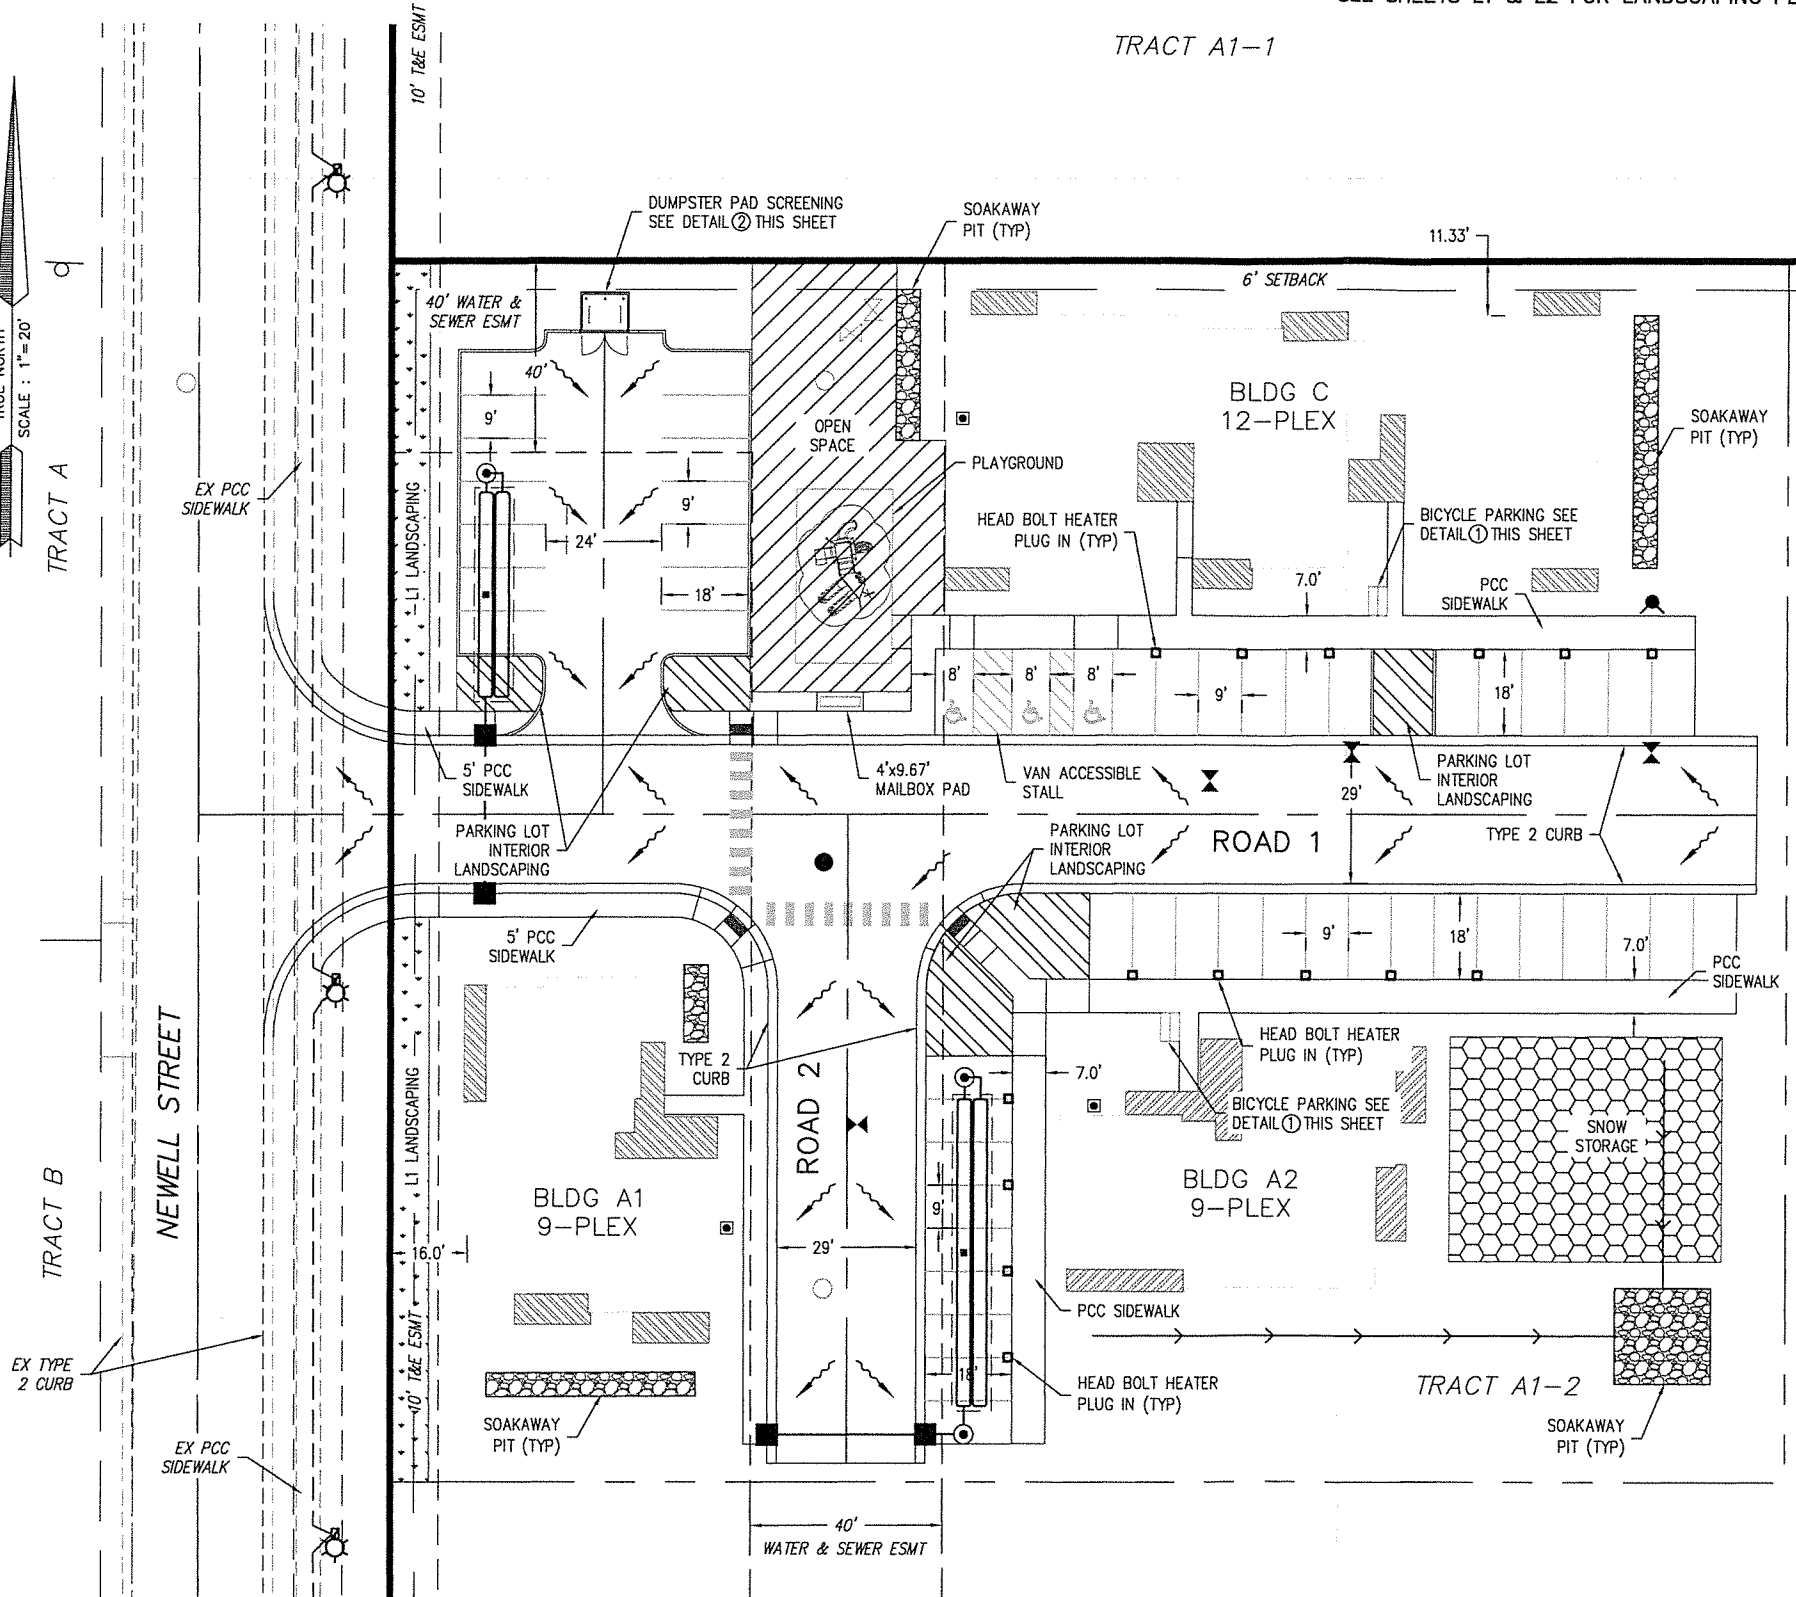 TRACT A1-1
10' T&E ESMT
SCALE : 1"=20'
TRACT A
DUMPSTER PAD SCREENING
SEE DETAIL ② THIS SHEET
SOAKAWAY
PIT (TYP)
11.33'
6' SETBACK
40' WATER &
SEWER ESMT
40'
9'
OPEN
SPACE
BLDG C
12-PLEX
SOAKAWAY
PIT (TYP)
EX PCC
SIDEWALK
L1 LANDSCAPING
PLAYGROUND
9'
24'
18'
HEAD BOLT HEATER
PLUG IN (TYP)
BICYCLE PARKING SEE
DETAIL ① THIS SHEET
7.0'
PCC
SIDEWALK
8'
8'
8'
9'
18'
5' PCC
SIDEWALK
4'x9.67'
MAILBOX PAD
VAN ACCESSIBLE
STALL
29'
PARKING LOT
INTERIOR
LANDSCAPING
PARKING LOT
INTERIOR
LANDSCAPING
PARKING LOT
INTERIOR
LANDSCAPING
ROAD 1
TYPE 2 CURB
5' PCC
SIDEWALK
9'
18'
7.0'
PCC
SIDEWALK
NEWELL STREET
TYPE 2
CURB
ROAD 2
7.0'
HEAD BOLT HEATER
PLUG IN (TYP)
BICYCLE PARKING SEE
DETAIL ① THIS SHEET
SNOW
STORAGE
TRACT B
L1 LANDSCAPING
BLDG A1
9-PLEX
BLDG A2
9-PLEX
9'
16.0'
29'
10' T&E ESMT
PCC SIDEWALK
EX TYPE
2 CURB
18'
HEAD BOLT HEATER
PLUG IN (TYP)
TRACT A1-2
SOAKAWAY
PIT (TYP)
SOAKAWAY
PIT (TYP)
EX PCC
SIDEWALK
40'
WATER & SEWER ESMT